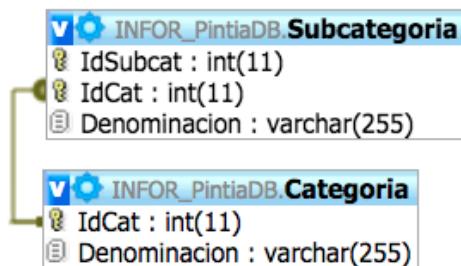 INFOR_PintiaDB.Subcategoria
IdSubcat : int(11)
IdCat : int(11)
Denominacion : varchar(255)
INFOR_PintiaDB.Categoria
IdCat : int(11)
Denominacion : varchar(255)